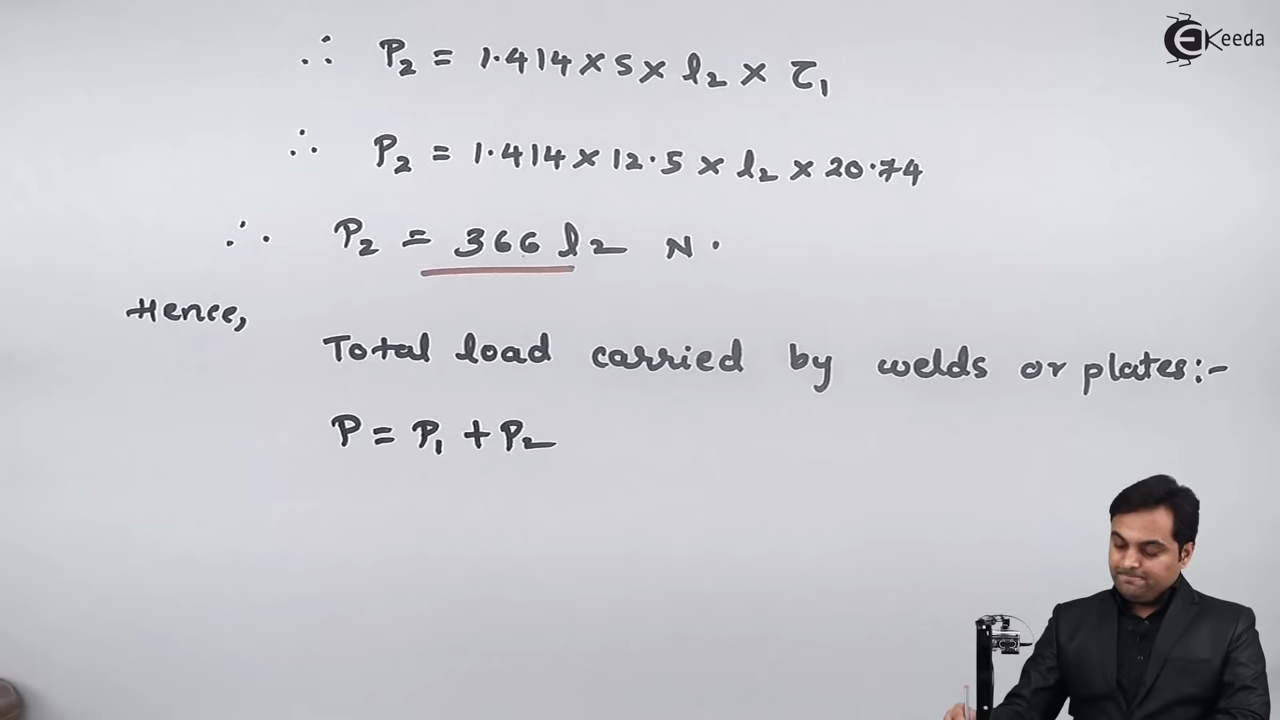 Keeda
∴ P₂ = 1.414 × s × l₂ × τ₁
∴ P₂ = 1.414 × 12.5 × l₂ × 20.74
∴ P₂ = 366 l₂ N.
Hence,
Total load carried by welds or plates:-
P = P₁ + P₂